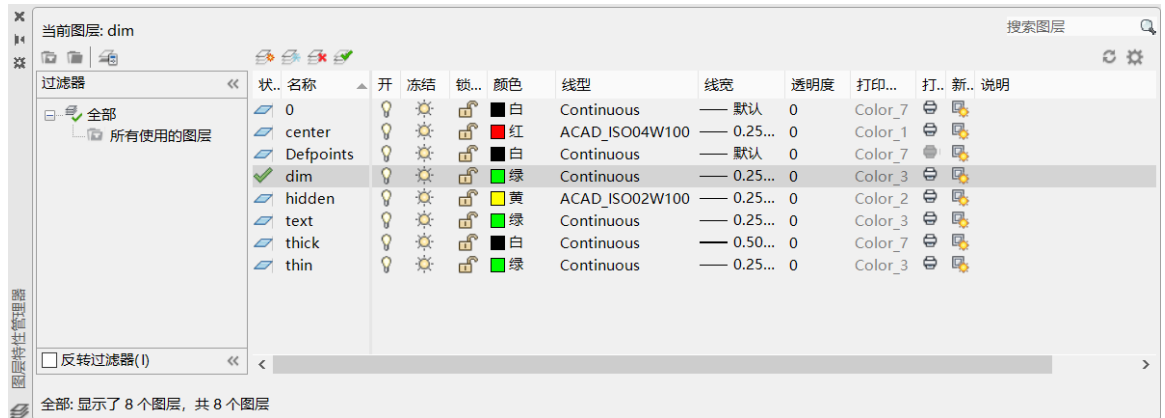 当前图层: dim
搜索图层
过滤器
全部
所有使用的图层
反转过滤器(I)
状.. 名称 开 冻结 锁... 颜色 线型 线宽 透明度 打印... 打.. 新.. 说明
0 白 Continuous 默认 0 Color_7
center 红 ACAD_ISO04W100 0.25... 0 Color_1
Defpoints 白 Continuous 默认 0 Color_7
dim 绿 Continuous 0.25... 0 Color_3
hidden 黄 ACAD_ISO02W100 0.25... 0 Color_2
text 绿 Continuous 0.25... 0 Color_3
thick 白 Continuous 0.50... 0 Color_7
thin 绿 Continuous 0.25... 0 Color_3
图层特性管理器
全部: 显示了 8 个图层，共 8 个图层